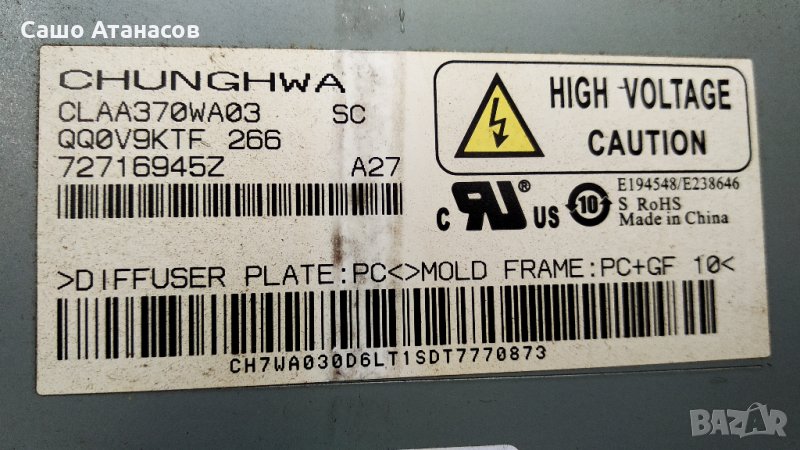 Сашо Атанасов
CHUNGHWA
CLAA370WA03 SC
QQ0V9KTF 266
72716945Z A27
HIGH VOLTAGE
CAUTION
c RU ® US
10
E194548/E238646
S RoHS
Made in China
>DIFFUSER PLATE:PC<>MOLD FRAME:PC+GF 10<
CH7WA030D6LT1SDT7770873
BAZAR